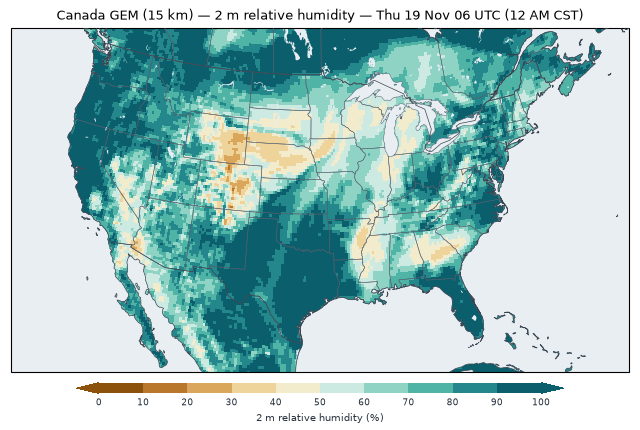 Canada GEM (15 km) — 2 m relative humidity — Thu 19 Nov 06 UTC (12 AM CST)
0 10 20 30 40 50 60 70 80 90 100
2 m relative humidity (%)